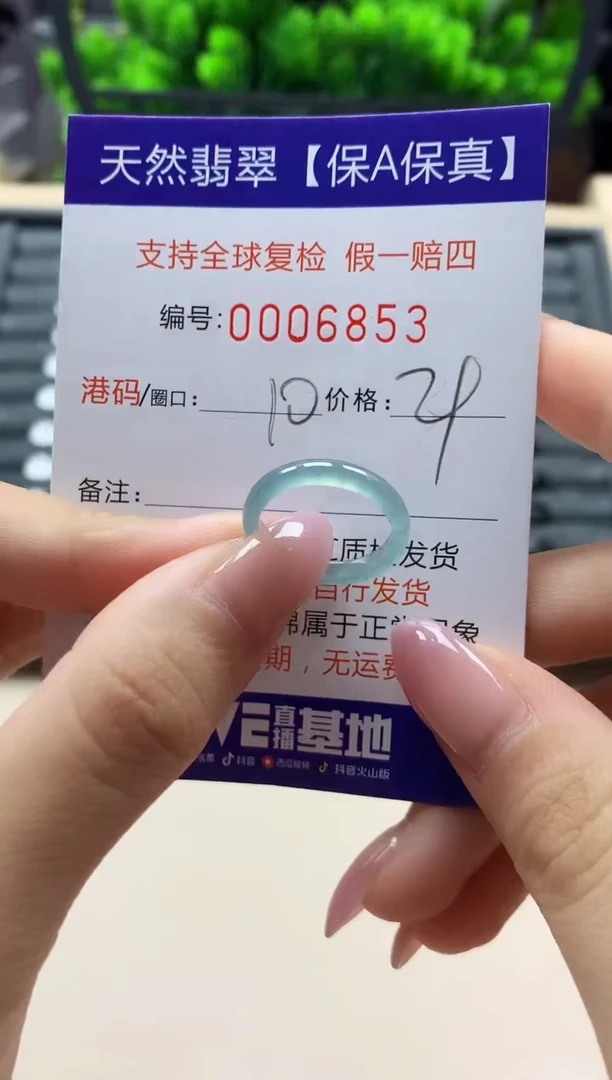 天然翡翠【保A保真】
支持全球复检 假一赔四
编号:0006853
港码/圈口: 10 价格:
备注:
质检发货
自行发货
棉属于正常现象
期，无运费
VE直播基地
抖音 西瓜视频 抖音火山版